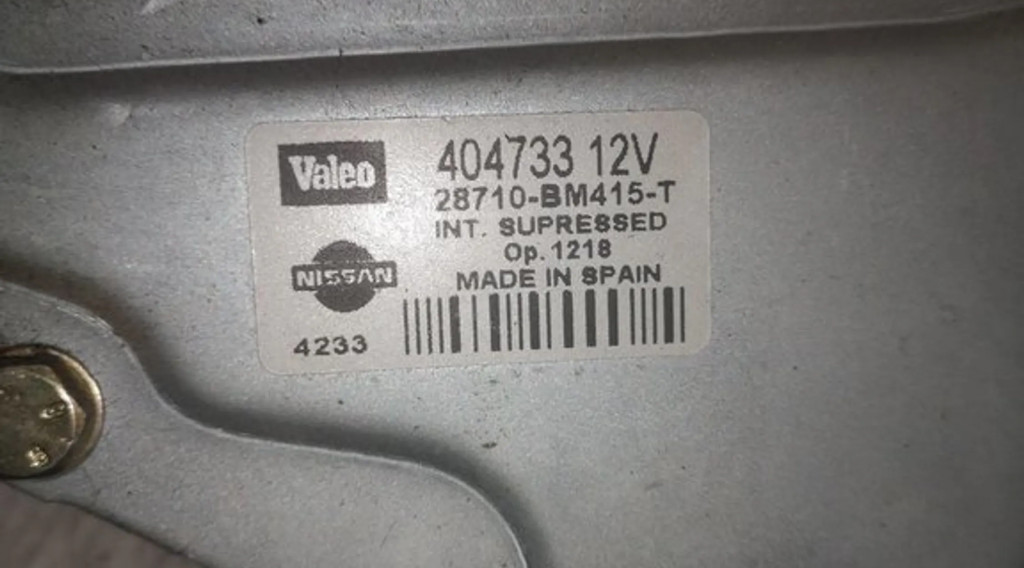 Valeo
404733 12V
28710-BM415-T
INT. SUPRESSED
Op. 1218
MADE IN SPAIN
NISSAN
4233